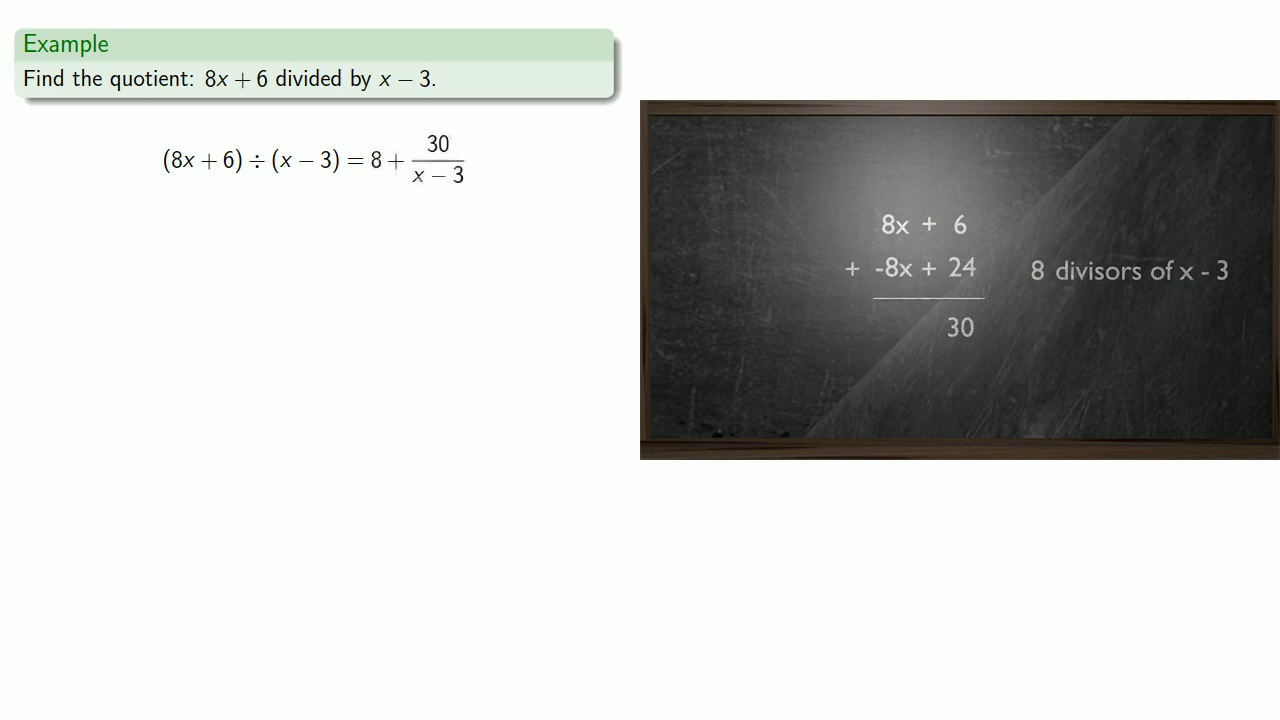 Example
Find the quotient: 8x + 6 divided by x − 3.
(8x + 6) ÷ (x − 3) = 8 + 30/(x − 3)
8x + 6
+ -8x + 24
30
8 divisors of x - 3